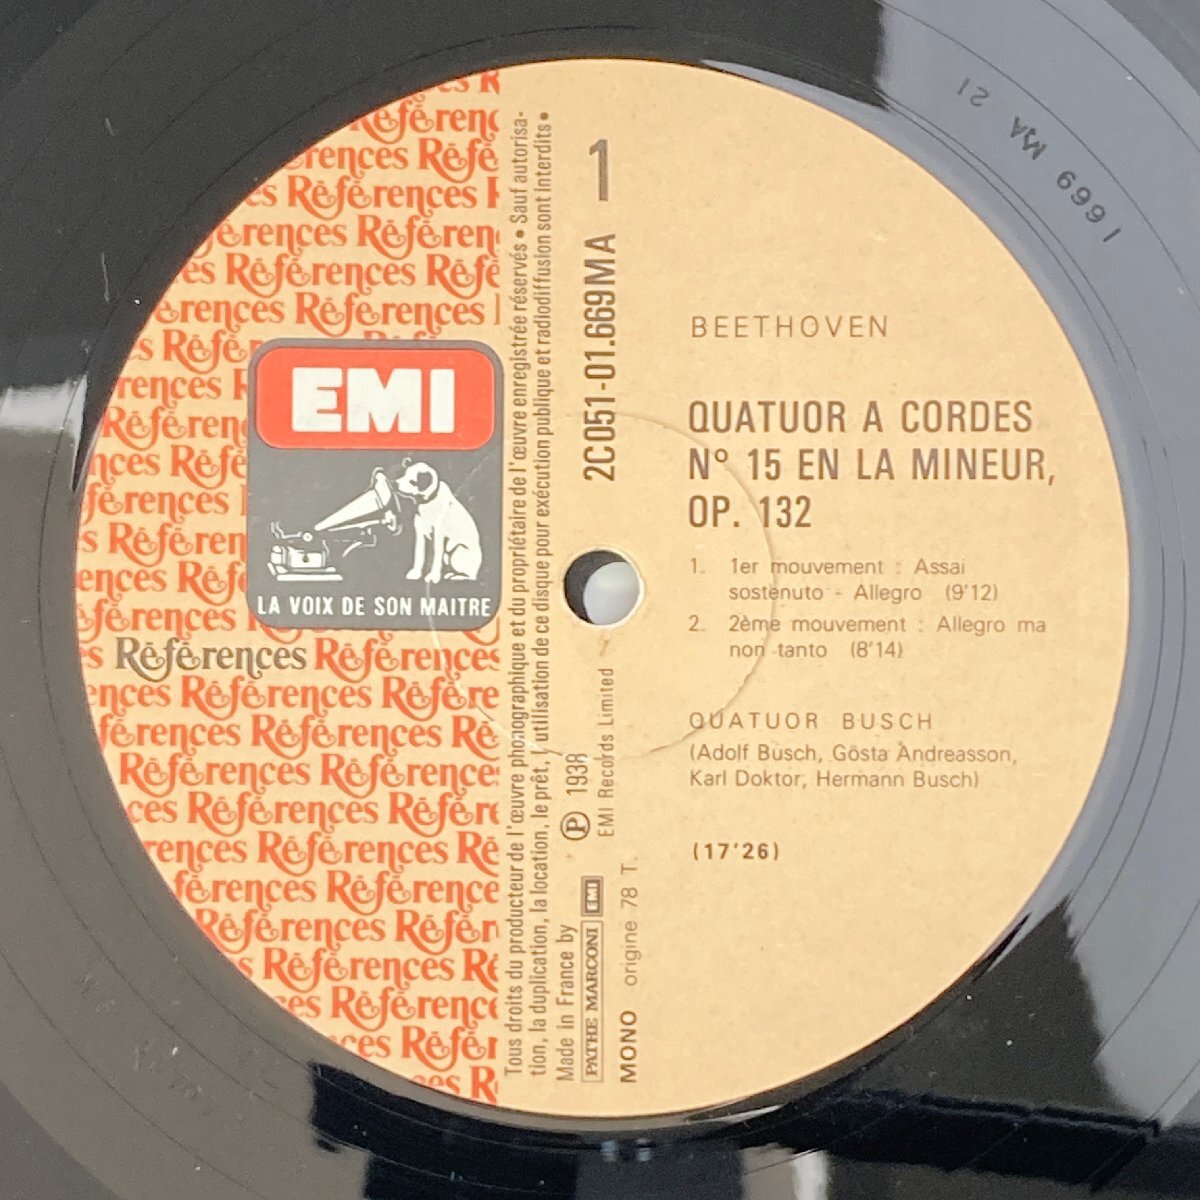 EMI
LA VOIX DE SON MAITRE
Références
Tous droits du producteur de l'œuvre phonographique et du propriétaire de l'œuvre enregistrée réservés • Sauf autorisa-
tion, la duplication, la location, le prêt, l'utilisation de ce disque pour exécution publique et radiodiffusion sont interdits •
Made in France by
PATHE MARCONI EMI
Ⓟ 1938
EMI Records Limited
MONO origine 78 T.
2C051-01.669MA
1
BEETHOVEN
QUATUOR A CORDES
N° 15 EN LA MINEUR,
OP. 132
1. 1er mouvement : Assai
sostenuto - Allegro (9'12)
2. 2ème mouvement : Allegro ma
non tanto (8'14)
QUATUOR BUSCH
(Adolf Busch, Gösta Andreasson,
Karl Doktor, Hermann Busch)
(17'26)
1 669 MA 21